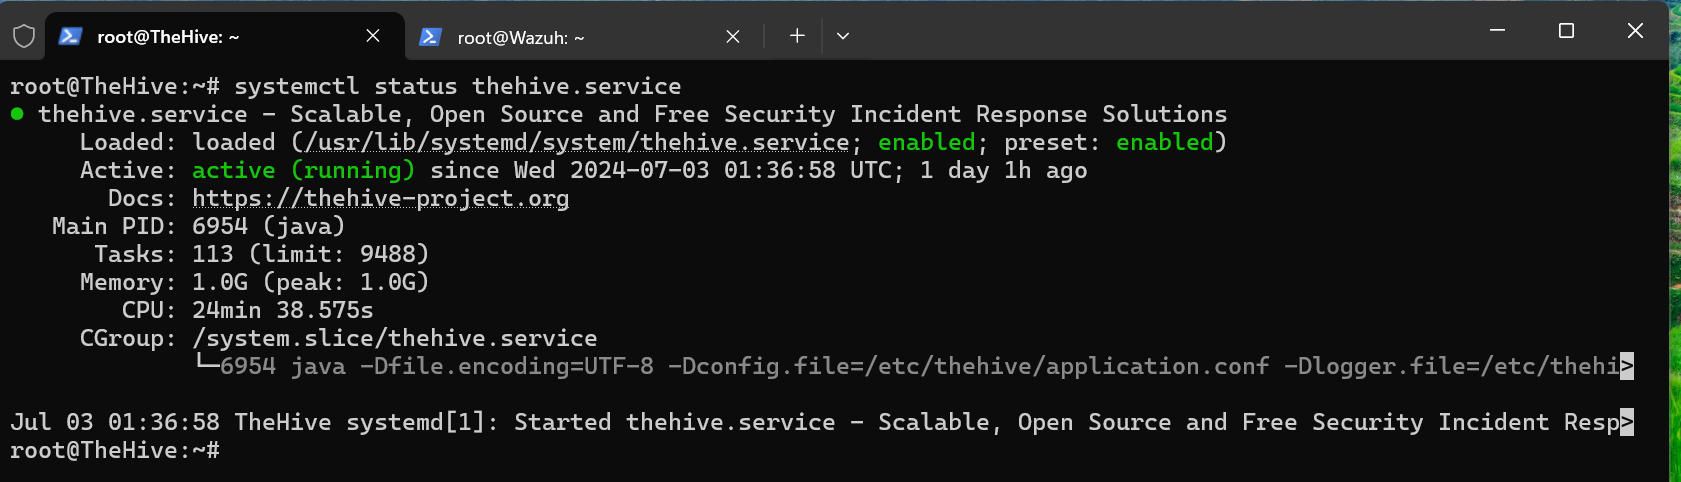 root@TheHive: ~
root@Wazuh: ~
root@TheHive:~# systemctl status thehive.service
● thehive.service - Scalable, Open Source and Free Security Incident Response Solutions
Loaded: loaded (/usr/lib/systemd/system/thehive.service; enabled; preset: enabled)
Active: active (running) since Wed 2024-07-03 01:36:58 UTC; 1 day 1h ago
Docs: https://thehive-project.org
Main PID: 6954 (java)
Tasks: 113 (limit: 9488)
Memory: 1.0G (peak: 1.0G)
CPU: 24min 38.575s
CGroup: /system.slice/thehive.service
└─6954 java -Dfile.encoding=UTF-8 -Dconfig.file=/etc/thehive/application.conf -Dlogger.file=/etc/thehi>
Jul 03 01:36:58 TheHive systemd[1]: Started thehive.service - Scalable, Open Source and Free Security Incident Resp>
root@TheHive:~#